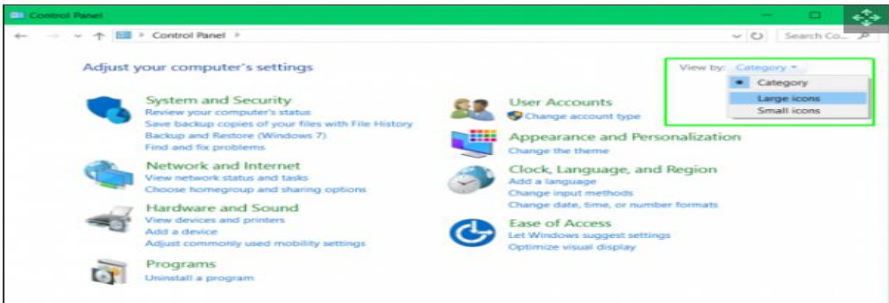 Control Panel
Control Panel
Search Co...
Adjust your computer's settings
View by: Category
Category
Large icons
Small icons
System and Security
Review your computer's status
Save backup copies of your files with File History
Backup and Restore (Windows 7)
Find and fix problems
Network and Internet
View network status and tasks
Choose homegroup and sharing options
Hardware and Sound
View devices and printers
Add a device
Adjust commonly used mobility settings
Programs
Uninstall a program
User Accounts
Change account type
Appearance and Personalization
Change the theme
Clock, Language, and Region
Add a language
Change input methods
Change date, time, or number formats
Ease of Access
Let Windows suggest settings
Optimize visual display